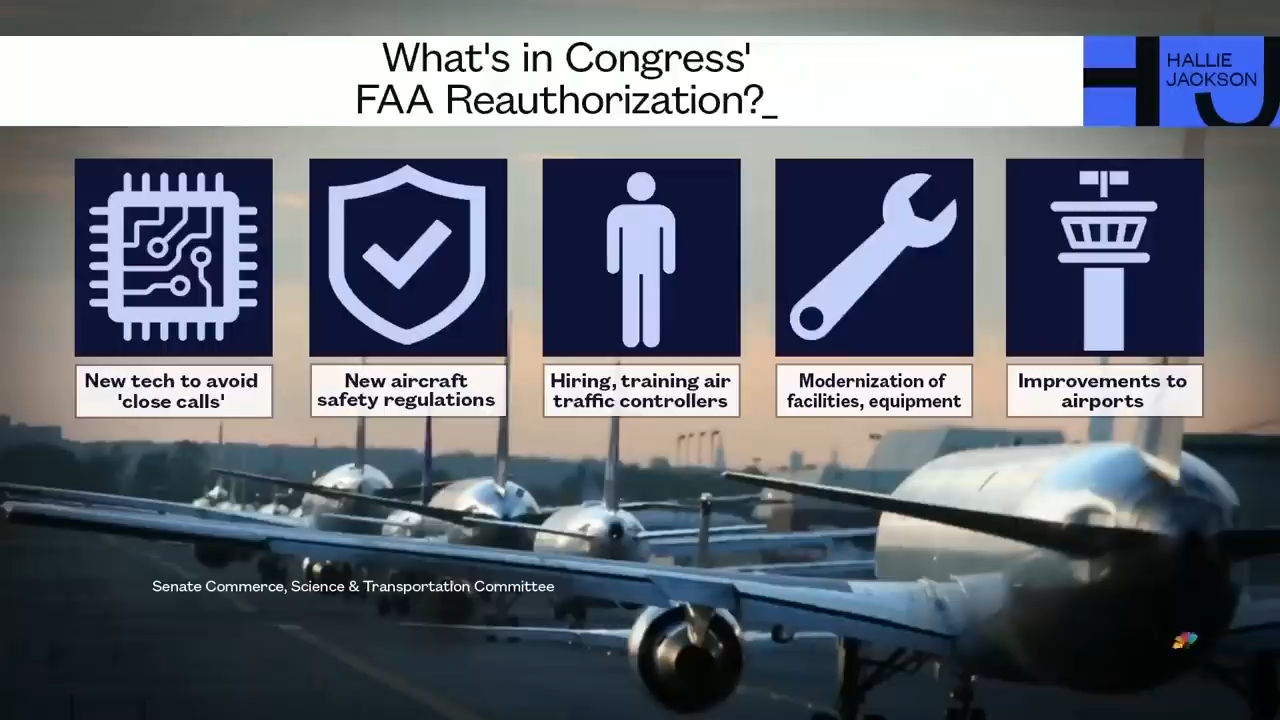 What's in Congress'
FAA Reauthorization?_
HALLIE
JACKSON
HJ
New tech to avoid
'close calls'
New aircraft
safety regulations
Hiring, training air
traffic controllers
Modernization of
facilities, equipment
Improvements to
airports
Senate Commerce, Science & Transportation Committee